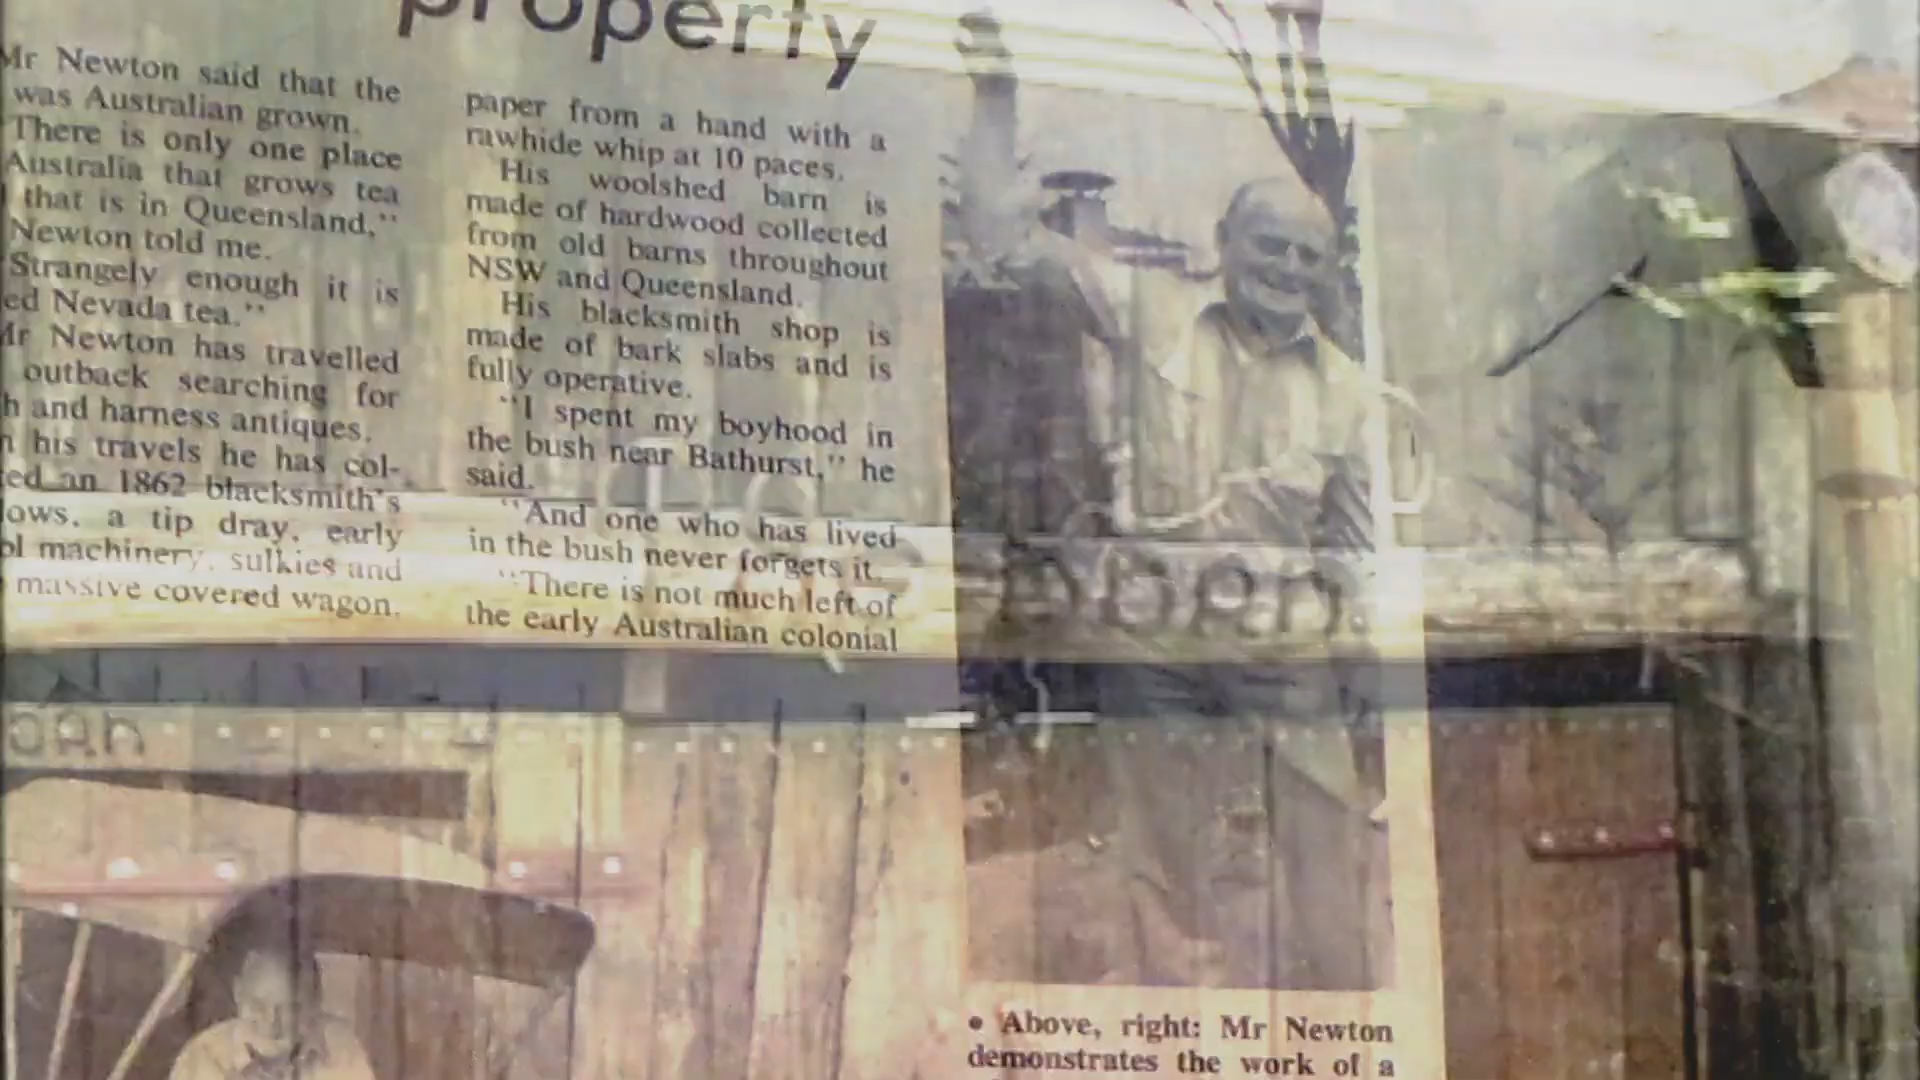 property
Mr Newton said that the
was Australian grown.
There is only one place
Australia that grows tea
that is in Queensland,"
Newton told me.
Strangely enough it is
ed Nevada tea."
Mr Newton has travelled
outback searching for
h and harness antiques.
n his travels he has col-
ed an 1862 blacksmith's
lows, a tip dray, early
ol machinery, sulkies and
massive covered wagon.
paper from a hand with a
rawhide whip at 10 paces.
His woolshed barn is
made of hardwood collected
from old barns throughout
NSW and Queensland.
His blacksmith shop is
made of bark slabs and is
fully operative.
"I spent my boyhood in
the bush near Bathurst," he
said.
"And one who has lived
in the bush never forgets it.
"There is not much left of
the early Australian colonial
• Above, right: Mr Newton
demonstrates the work of a